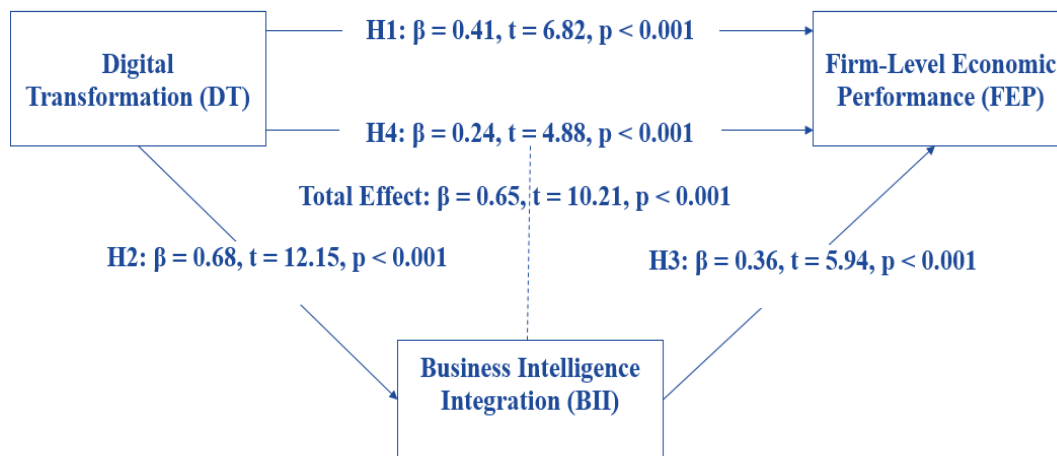 H1: β = 0.41, t = 6.82, p < 0.001
Digital
Transformation (DT)
Firm-Level Economic
Performance (FEP)
H4: β = 0.24, t = 4.88, p < 0.001
Total Effect: β = 0.65, t = 10.21, p < 0.001
H2: β = 0.68, t = 12.15, p < 0.001
H3: β = 0.36, t = 5.94, p < 0.001
Business Intelligence
Integration (BII)